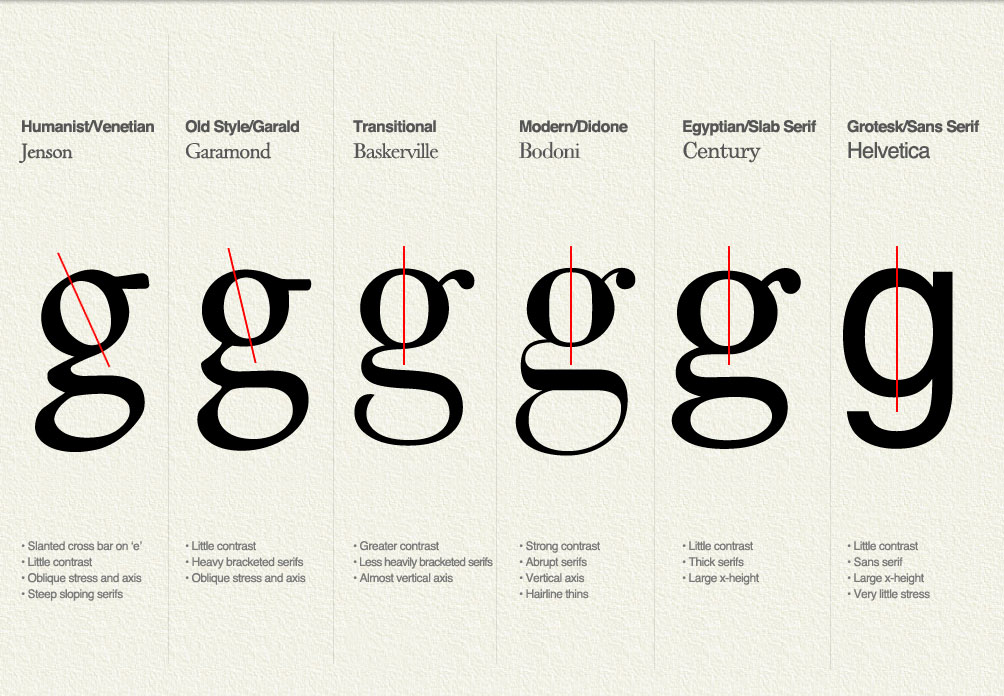 Humanist/Venetian
Jenson
Old Style/Garald
Garamond
Transitional
Baskerville
Modern/Didone
Bodoni
Egyptian/Slab Serif
Century
Grotesk/Sans Serif
Helvetica
g
g
g
g
g
g
• Slanted cross bar on ‘e’
• Little contrast
• Oblique stress and axis
• Steep sloping serifs
• Little contrast
• Heavy bracketed serifs
• Oblique stress and axis
• Greater contrast
• Less heavily bracketed serifs
• Almost vertical axis
• Strong contrast
• Abrupt serifs
• Vertical axis
• Hairline thins
• Little contrast
• Thick serifs
• Large x-height
• Little contrast
• Sans serif
• Large x-height
• Very little stress